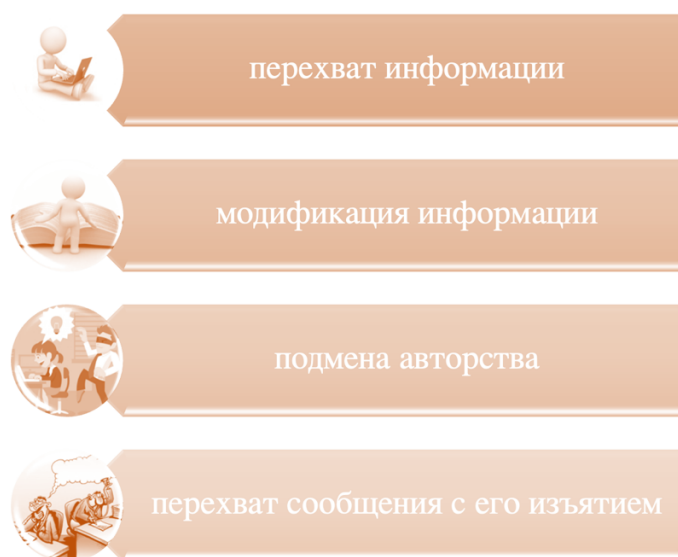 перехват информации
модификация информации
подмена авторства
перехват сообщения с его изъятием